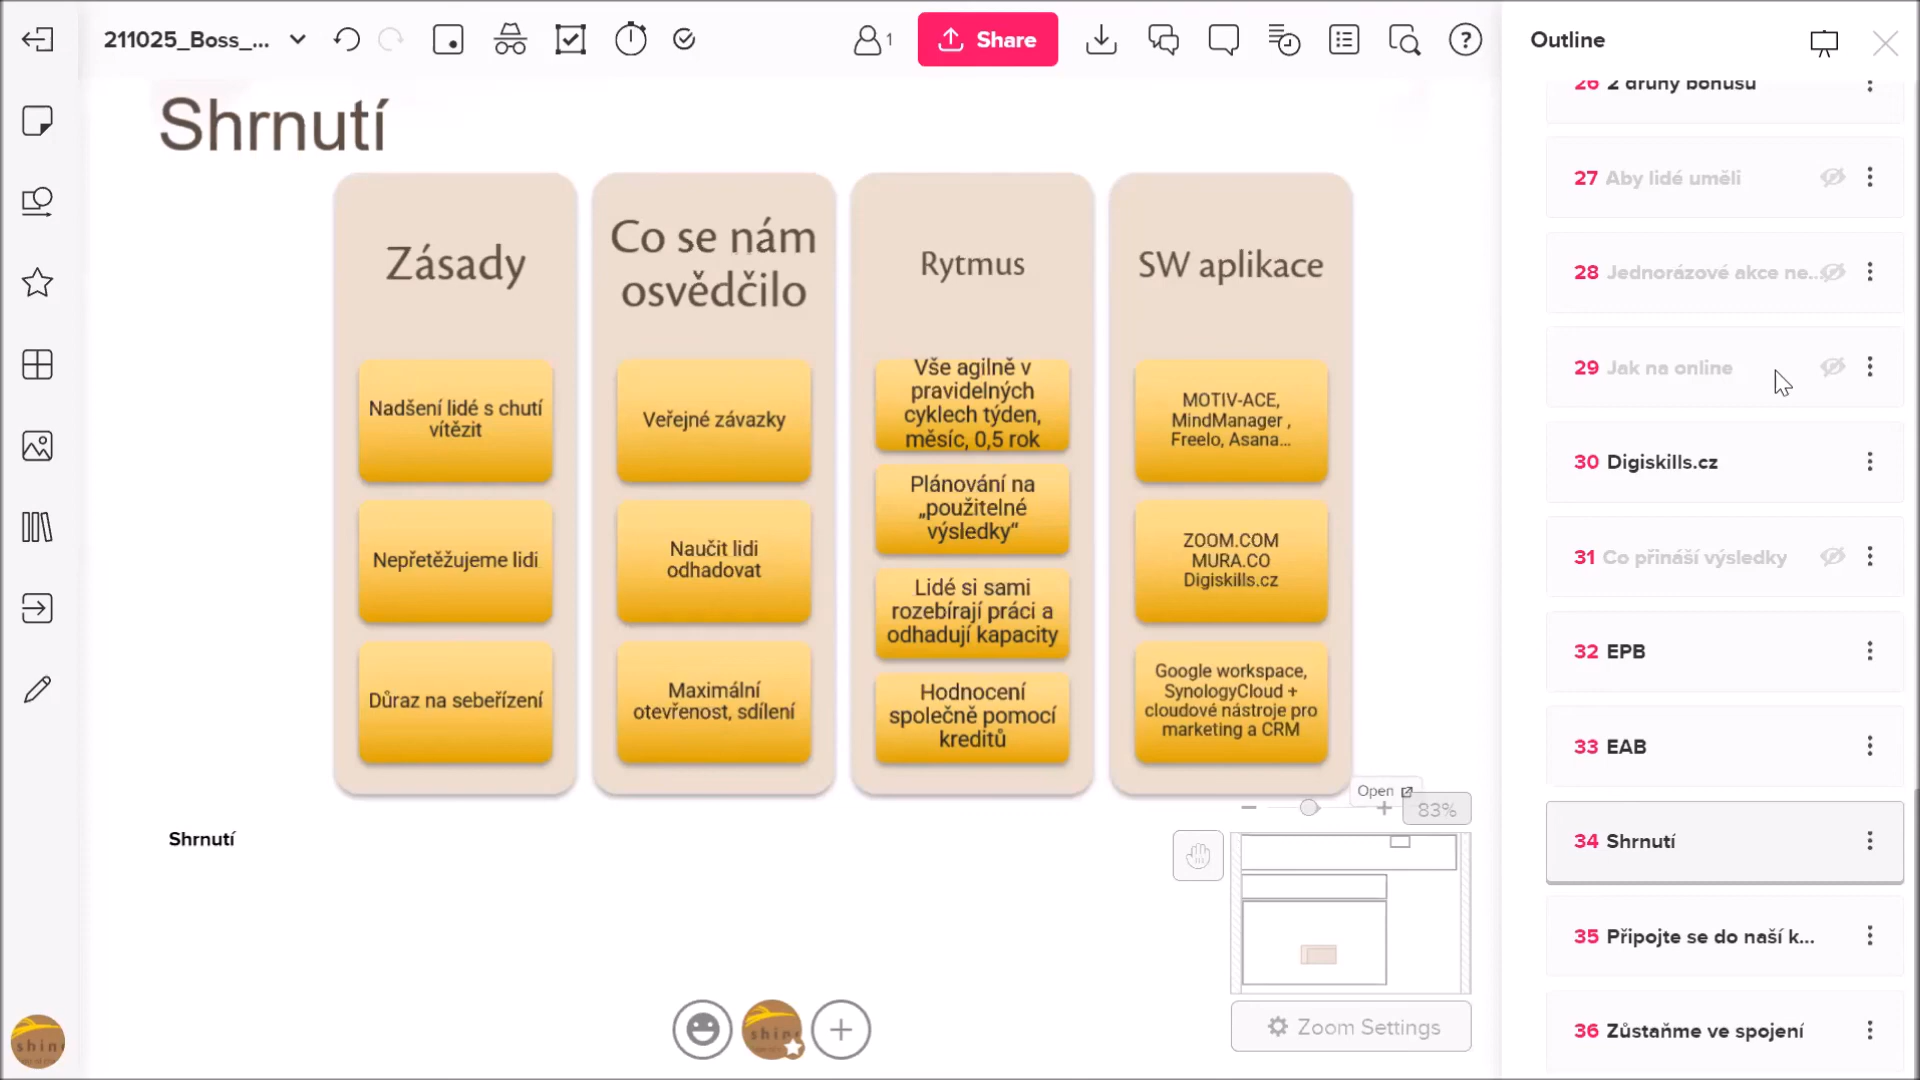 211025_Boss_...
1
Share
Outline
Shrnutí
Zásady
Nadšení lidé s chutí
vítězit
Nepřetěžujeme lidi
Důraz na sebeřízení
Co se nám
osvědčilo
Veřejné závazky
Naučit lidi
odhadovat
Maximální
otevřenost, sdílení
Rytmus
Vše agilně v
pravidelných
cyklech týden,
měsíc, 0,5 rok
Plánování na
„použitelné
výsledky“
Lidé si sami
rozebírají práci a
odhadují kapacity
Hodnocení
společně pomocí
kreditů
SW aplikace
MOTIV-ACE,
MindManager ,
Freelo, Asana...
ZOOM.COM
MURA.CO
Digiskills.cz
Google workspace,
SynologyCloud +
cloudové nástroje pro
marketing a CRM
Open
83%
Shrnutí
Zoom Settings
shin
shin
26 2 druhy bonusů
27 Aby lidé uměli
28 Jednorázové akce ne...
29 Jak na online
30 Digiskills.cz
31 Co přináší výsledky
32 EPB
33 EAB
34 Shrnutí
35 Připojte se do naší k...
36 Zůstaňme ve spojení